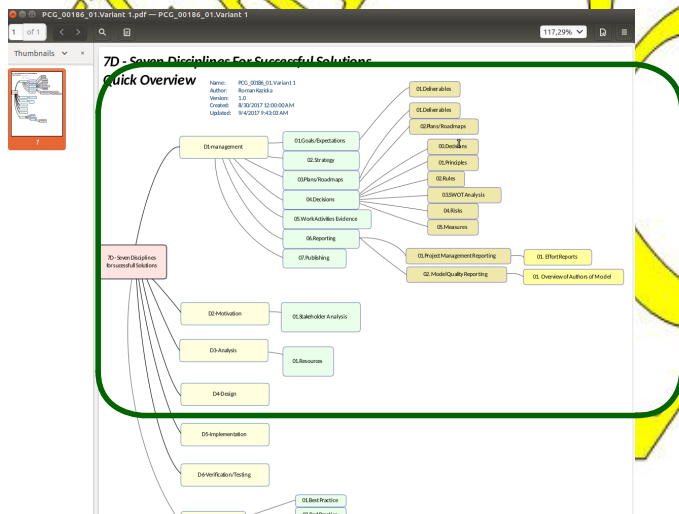 PCG_00186_01.Variant 1.pdf — PCG_00186_01.Variant 1
1 of 1
117,29%
Thumbnails
1
7D - Seven Disciplines For Successful Solutions
Quick Overview
Name: PCG_00186_01.Variant 1
Author: Roman Kazicka
Version: 1.0
Created: 8/30/2017 12:00:00 AM
Updated: 9/4/2017 9:43:03 AM
7D - Seven Disciplines
for sucessfull Solutions
D1-management
01.Goals/Expectations
02.Strategy
03.Plans/Roadmaps
04.Decisions
05.Work Activities Evidence
06.Reporting
07.Publishing
01.Deliverables
01.Deliverables
02.Plans/Roadmaps
00.Decisions
01.Principles
02.Rules
03.SWOT Analysis
04.Risks
05.Measures
01.Project Management Reporting
01. Effort Reports
02. Model Quality Reporting
01. Overview of Authors of Model
D2-Motivation
01.Stakeholder Analysis
D3-Analysis
01.Resources
D4-Design
D5-Implementation
D6-Verification/Testing
01.Best Practice